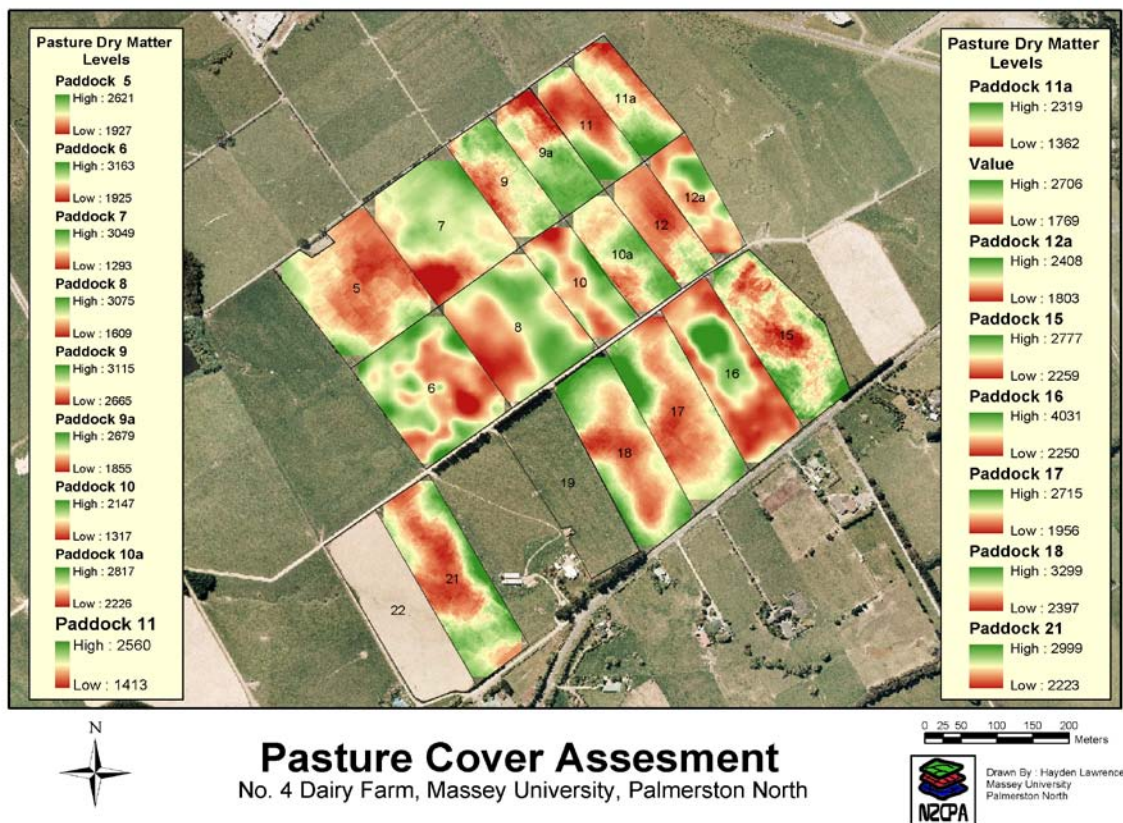 Pasture Dry Matter
Levels
Paddock 5
High : 2621
Low : 1927
Paddock 6
High : 3163
Low : 1925
Paddock 7
High : 3049
Low : 1293
Paddock 8
High : 3075
Low : 1609
Paddock 9
High : 3115
Low : 2665
Paddock 9a
High : 2679
Low : 1855
Paddock 10
High : 2147
Low : 1317
Paddock 10a
High : 2817
Low : 2226
Paddock 11
High : 2560
Low : 1413
11a
11
9a
9
12a
7
12
10a
5
10
8
15
6
16
17
18
19
21
22
Pasture Dry Matter
Levels
Paddock 11a
High : 2319
Low : 1362
Value
High : 2706
Low : 1769
Paddock 12a
High : 2408
Low : 1803
Paddock 15
High : 2777
Low : 2259
Paddock 16
High : 4031
Low : 2250
Paddock 17
High : 2715
Low : 1956
Paddock 18
High : 3299
Low : 2397
Paddock 21
High : 2999
Low : 2223
N
Pasture Cover Assesment
No. 4 Dairy Farm, Massey University, Palmerston North
0 25 50 100 150 200
Meters
NZCPA
Drawn By : Hayden Lawrence
Massey University
Palmerston North